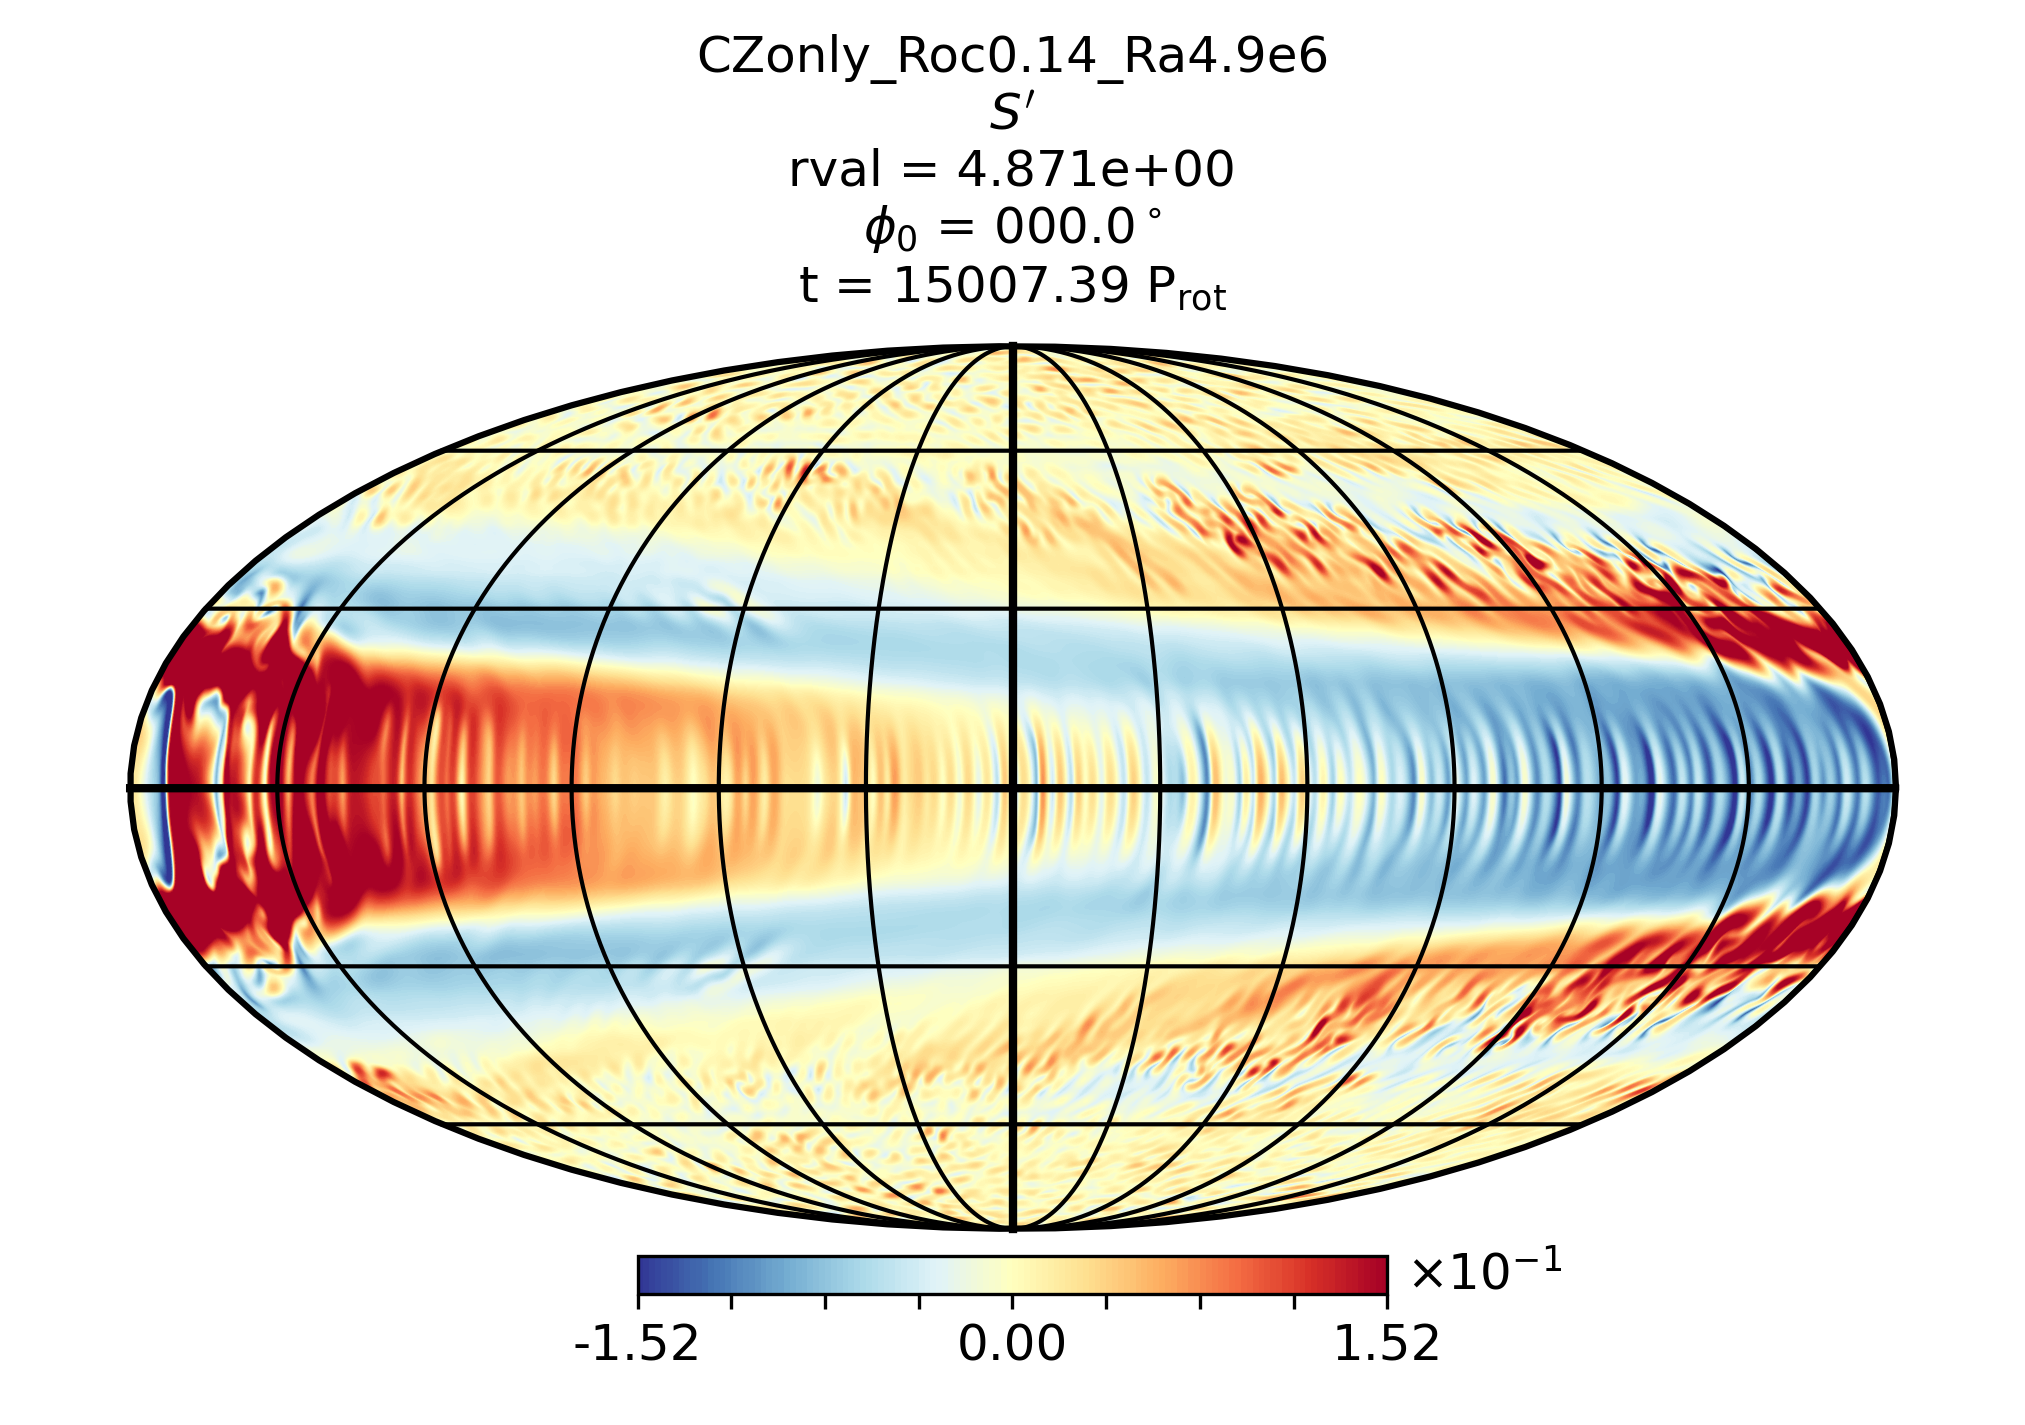 CZonly_Roc0.14_Ra4.9e6
S′
rval = 4.871e+00
ϕ₀ = 000.0°
t = 15007.39 P_rot
×10⁻¹
-1.52 0.00 1.52